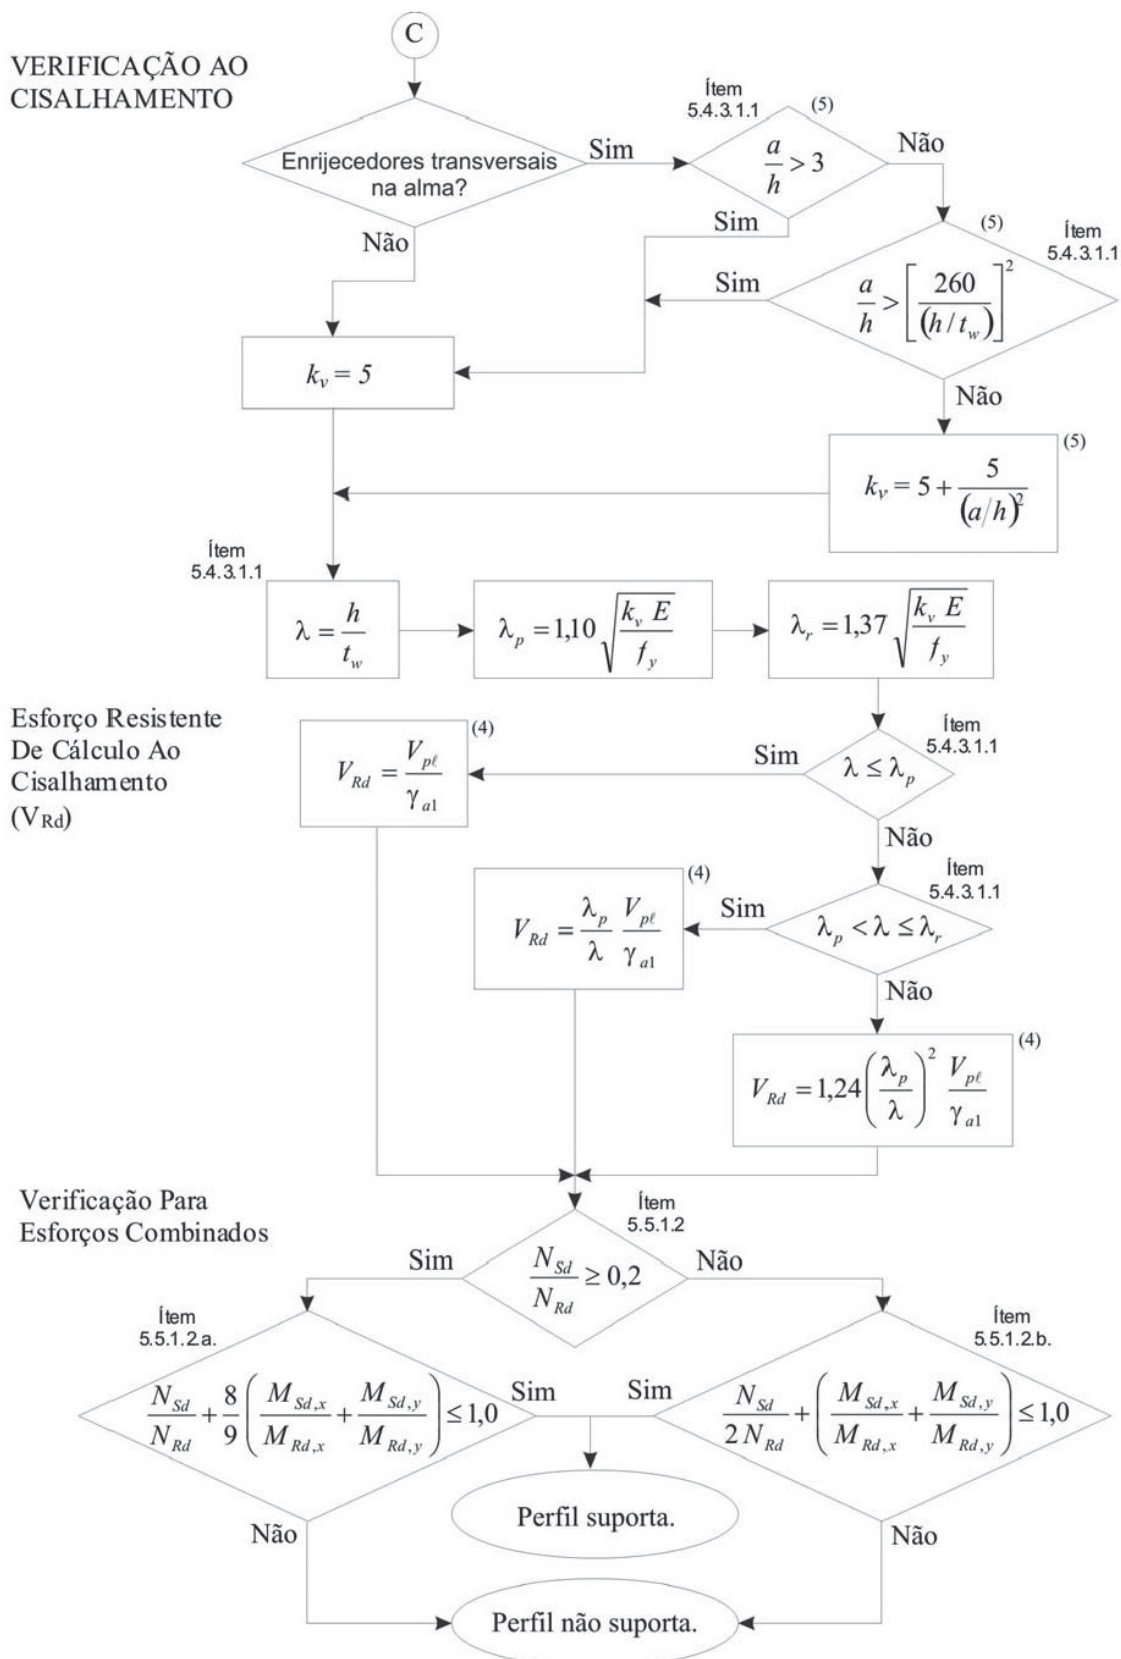 C
VERIFICAÇÃO AO
CISALHAMENTO
Enrijecedores transversais
na alma?
Sim
Ítem
5.4.3.1.1
(5)
a/h > 3
Não
Sim
Não
(5)
Ítem
5.4.3.1.1
a/h > [260/(h/t_w)]^2
Sim
Não
k_v = 5
(5)
k_v = 5 + 5/(a/h)^2
Ítem
5.4.3.1.1
λ = h/t_w
λ_p = 1,10 √(k_v E/f_y)
λ_r = 1,37 √(k_v E/f_y)
Esforço Resistente
De Cálculo Ao
Cisalhamento
(V_Rd)
(4)
V_Rd = V_pℓ/γ_a1
Sim
Ítem
5.4.3.1.1
λ ≤ λ_p
Não
(4)
V_Rd = λ_p/λ V_pℓ/γ_a1
Sim
Ítem
5.4.3.1.1
λ_p < λ ≤ λ_r
Não
(4)
V_Rd = 1,24 (λ_p/λ)^2 V_pℓ/γ_a1
Verificação Para
Esforços Combinados
Ítem
5.5.1.2
Sim
N_Sd/N_Rd ≥ 0,2
Não
Ítem
5.5.1.2.a.
N_Sd/N_Rd + 8/9 (M_Sd,x/M_Rd,x + M_Sd,y/M_Rd,y) ≤ 1,0
Sim
Sim
Ítem
5.5.1.2.b.
N_Sd/2 N_Rd + (M_Sd,x/M_Rd,x + M_Sd,y/M_Rd,y) ≤ 1,0
Perfil suporta.
Não
Não
Perfil não suporta.